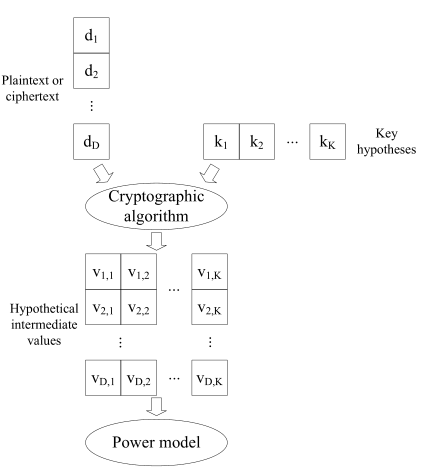 d1
d2
Plaintext or
ciphertext
⋮
dD
k1 k2 ... kK
Key
hypotheses
Cryptographic
algorithm
v1,1 v1,2 ... v1,K
Hypothetical
intermediate
values
v2,1 v2,2 v2,K
⋮ ⋮
vD,1 vD,2 ... vD,K
Power model